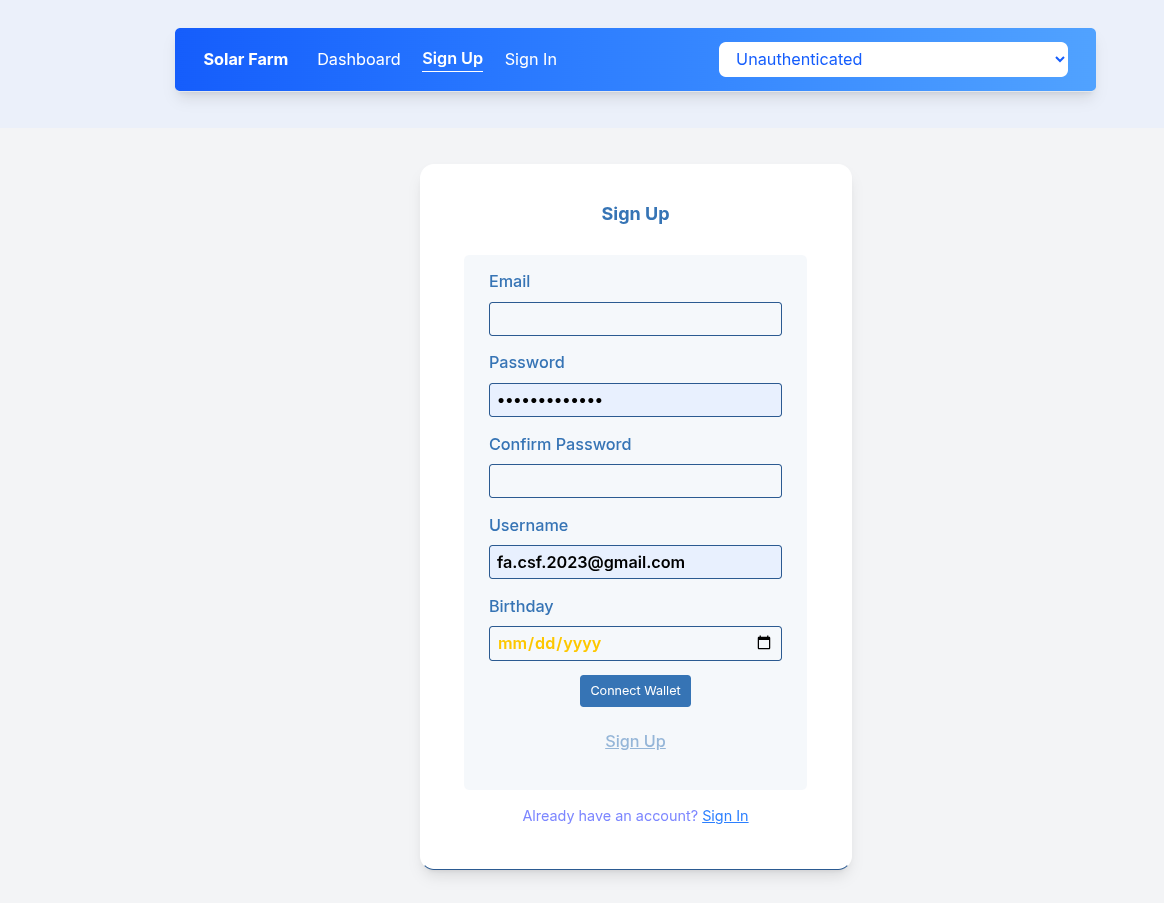 Solar Farm Dashboard Sign Up Sign In Unauthenticated
Sign Up
Email
Password
•••••••••••••
Confirm Password
Username
fa.csf.2023@gmail.com
Birthday
mm/dd/yyyy
Connect Wallet
Sign Up
Already have an account? Sign In